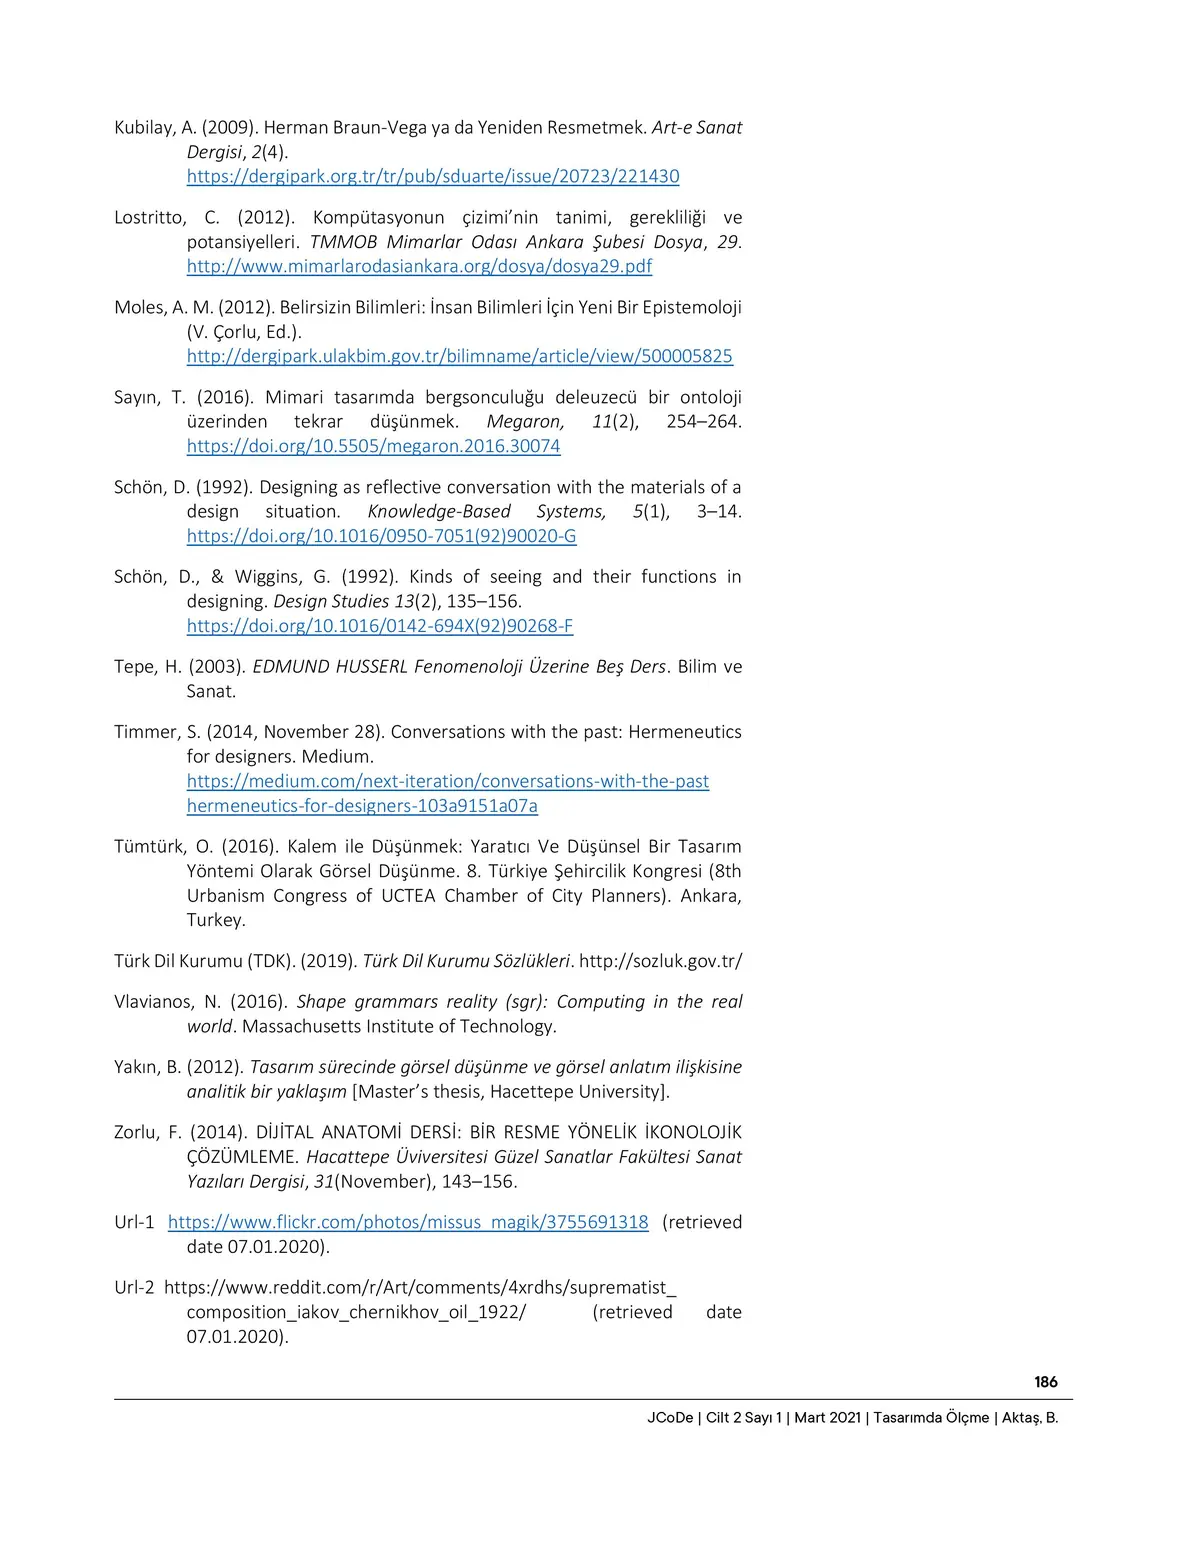 Kubilay, A. (2009). Herman Braun-Vega ya da Yeniden Resmetmek. Art-e Sanat
Dergisi, 2(4).
https://dergipark.org.tr/tr/pub/sduarte/issue/20723/221430
Lostritto, C. (2012). Kompütasyonun çizimi’nin tanimi, gerekliliği ve
potansiyelleri. TMMOB Mimarlar Odası Ankara Şubesi Dosya, 29.
http://www.mimarlarodasiankara.org/dosya/dosya29.pdf
Moles, A. M. (2012). Belirsizin Bilimleri: İnsan Bilimleri İçin Yeni Bir Epistemoloji
(V. Çorlu, Ed.).
http://dergipark.ulakbim.gov.tr/bilimname/article/view/500005825
Sayın, T. (2016). Mimari tasarımda bergsonculuğu deleuzecü bir ontoloji
üzerinden tekrar düşünmek. Megaron, 11(2), 254–264.
https://doi.org/10.5505/megaron.2016.30074
Schön, D. (1992). Designing as reflective conversation with the materials of a
design situation. Knowledge-Based Systems, 5(1), 3–14.
https://doi.org/10.1016/0950-7051(92)90020-G
Schön, D., & Wiggins, G. (1992). Kinds of seeing and their functions in
designing. Design Studies 13(2), 135–156.
https://doi.org/10.1016/0142-694X(92)90268-F
Tepe, H. (2003). EDMUND HUSSERL Fenomenoloji Üzerine Beş Ders. Bilim ve
Sanat.
Timmer, S. (2014, November 28). Conversations with the past: Hermeneutics
for designers. Medium.
https://medium.com/next-iteration/conversations-with-the-past
hermeneutics-for-designers-103a9151a07a
Tümtürk, O. (2016). Kalem ile Düşünmek: Yaratıcı Ve Düşünsel Bir Tasarım
Yöntemi Olarak Görsel Düşünme. 8. Türkiye Şehircilik Kongresi (8th
Urbanism Congress of UCTEA Chamber of City Planners). Ankara,
Turkey.
Türk Dil Kurumu (TDK). (2019). Türk Dil Kurumu Sözlükleri. http://sozluk.gov.tr/
Vlavianos, N. (2016). Shape grammars reality (sgr): Computing in the real
world. Massachusetts Institute of Technology.
Yakın, B. (2012). Tasarım sürecinde görsel düşünme ve görsel anlatım ilişkisine
analitik bir yaklaşım [Master’s thesis, Hacettepe University].
Zorlu, F. (2014). DİJİTAL ANATOMİ DERSİ: BİR RESME YÖNELİK İKONOLOJİK
ÇÖZÜMLEME. Hacattepe Üviversitesi Güzel Sanatlar Fakültesi Sanat
Yazıları Dergisi, 31(November), 143–156.
Url-1 https://www.flickr.com/photos/missus_magik/3755691318 (retrieved
date 07.01.2020).
Url-2 https://www.reddit.com/r/Art/comments/4xrdhs/suprematist_
composition_iakov_chernikhov_oil_1922/ (retrieved date
07.01.2020).
186
JCoDe | Cilt 2 Sayı 1 | Mart 2021 | Tasarımda Ölçme | Aktaş, B.